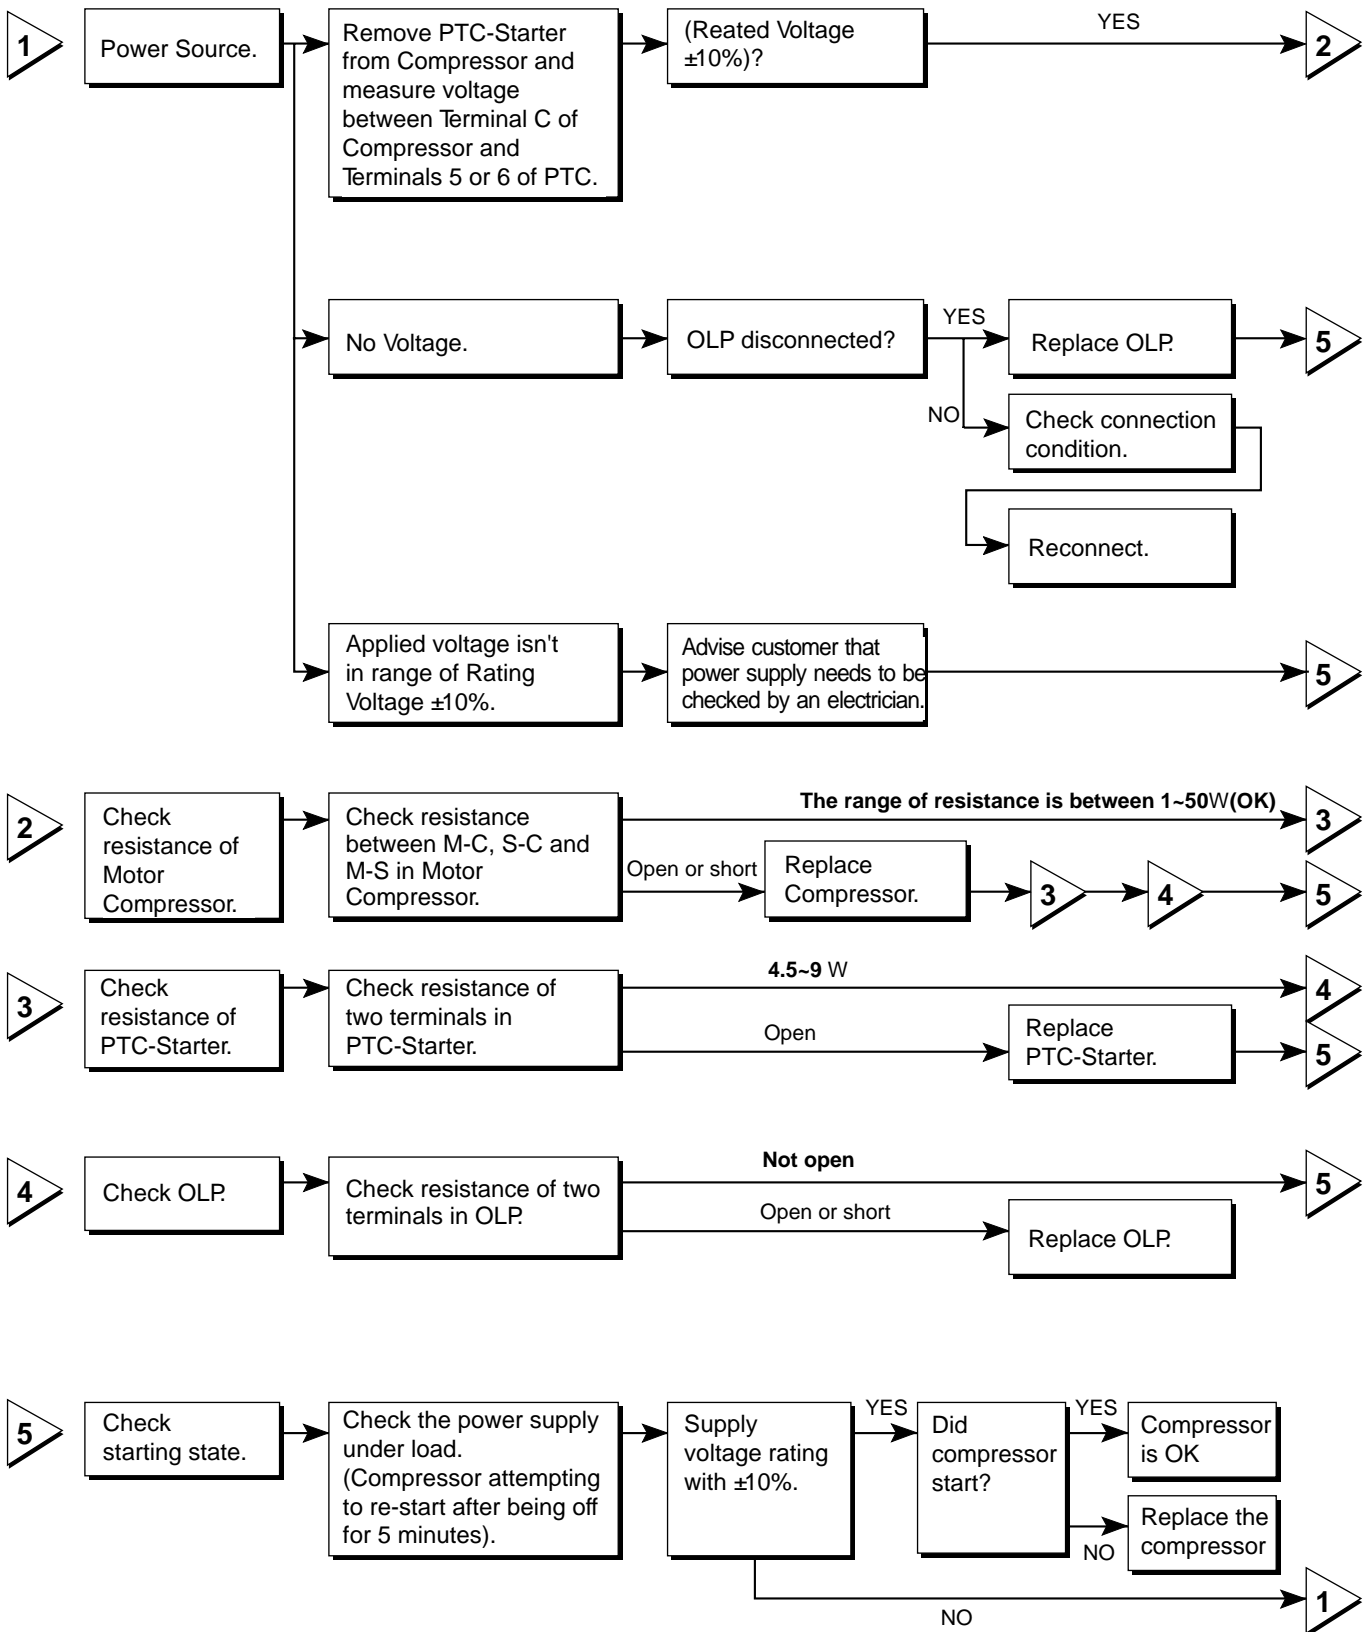 1
Power Source.
Remove PTC-Starter
from Compressor and
measure voltage
between Terminal C of
Compressor and
Terminals 5 or 6 of PTC.
(Reated Voltage
±10%)?
YES
2
No Voltage.
OLP disconnected?
YES
Replace OLP.
5
NO
Check connection
condition.
Reconnect.
Applied voltage isn't
in range of Rating
Voltage ±10%.
Advise customer that
power supply needs to be
checked by an electrician.
5
2
Check
resistance of
Motor
Compressor.
Check resistance
between M-C, S-C and
M-S in Motor
Compressor.
The range of resistance is between 1~50W(OK)
3
Open or short
Replace
Compressor.
3
4
5
3
Check
resistance of
PTC-Starter.
Check resistance of
two terminals in
PTC-Starter.
4.5~9 W
4
Open
Replace
PTC-Starter.
5
4
Check OLP.
Check resistance of two
terminals in OLP.
Not open
5
Open or short
Replace OLP.
5
Check
starting state.
Check the power supply
under load.
(Compressor attempting
to re-start after being off
for 5 minutes).
Supply
voltage rating
with ±10%.
YES
Did
compressor
start?
YES
Compressor
is OK
NO
Replace the
compressor
NO
1